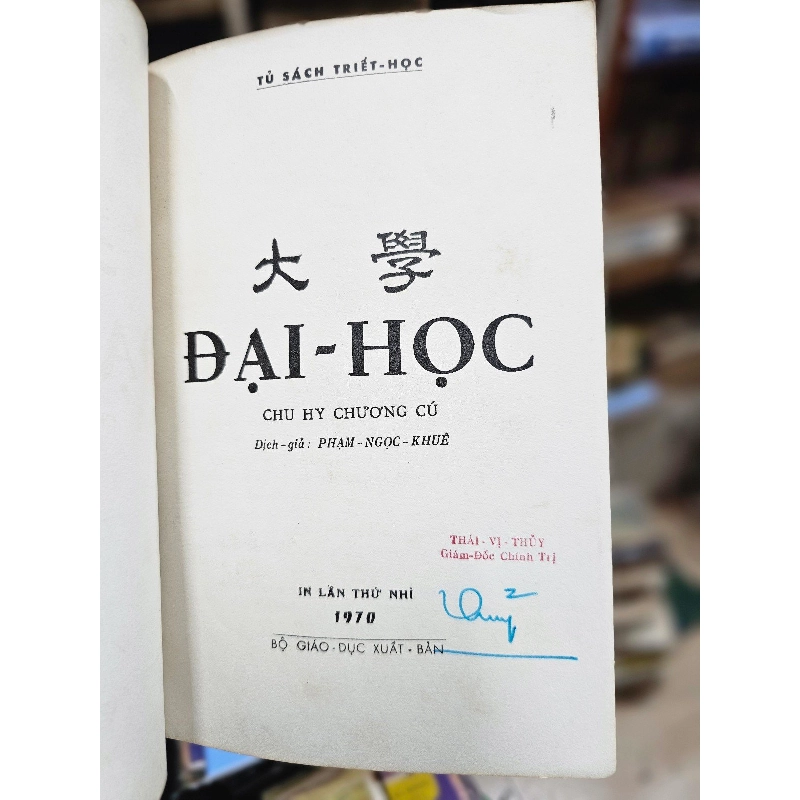 TỦ SÁCH TRIẾT-HỌC
大學
ĐẠI-HỌC
CHU HY CHƯƠNG CÚ
Dịch-giả: PHẠM-NGỌC-KHUÊ
THÁI-VỊ-THỦY
Giám-Đốc Chính Trị
IN LẦN THỨ NHÌ
1970
BỘ GIÁO-DỤC XUẤT-BẢN